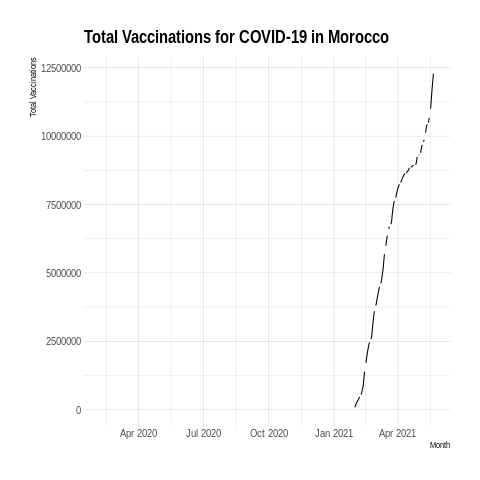 Total Vaccinations for COVID-19 in Morocco
Total Vaccinations
12500000
10000000
7500000
5000000
2500000
0
Apr 2020 Jul 2020 Oct 2020 Jan 2021 Apr 2021
Month